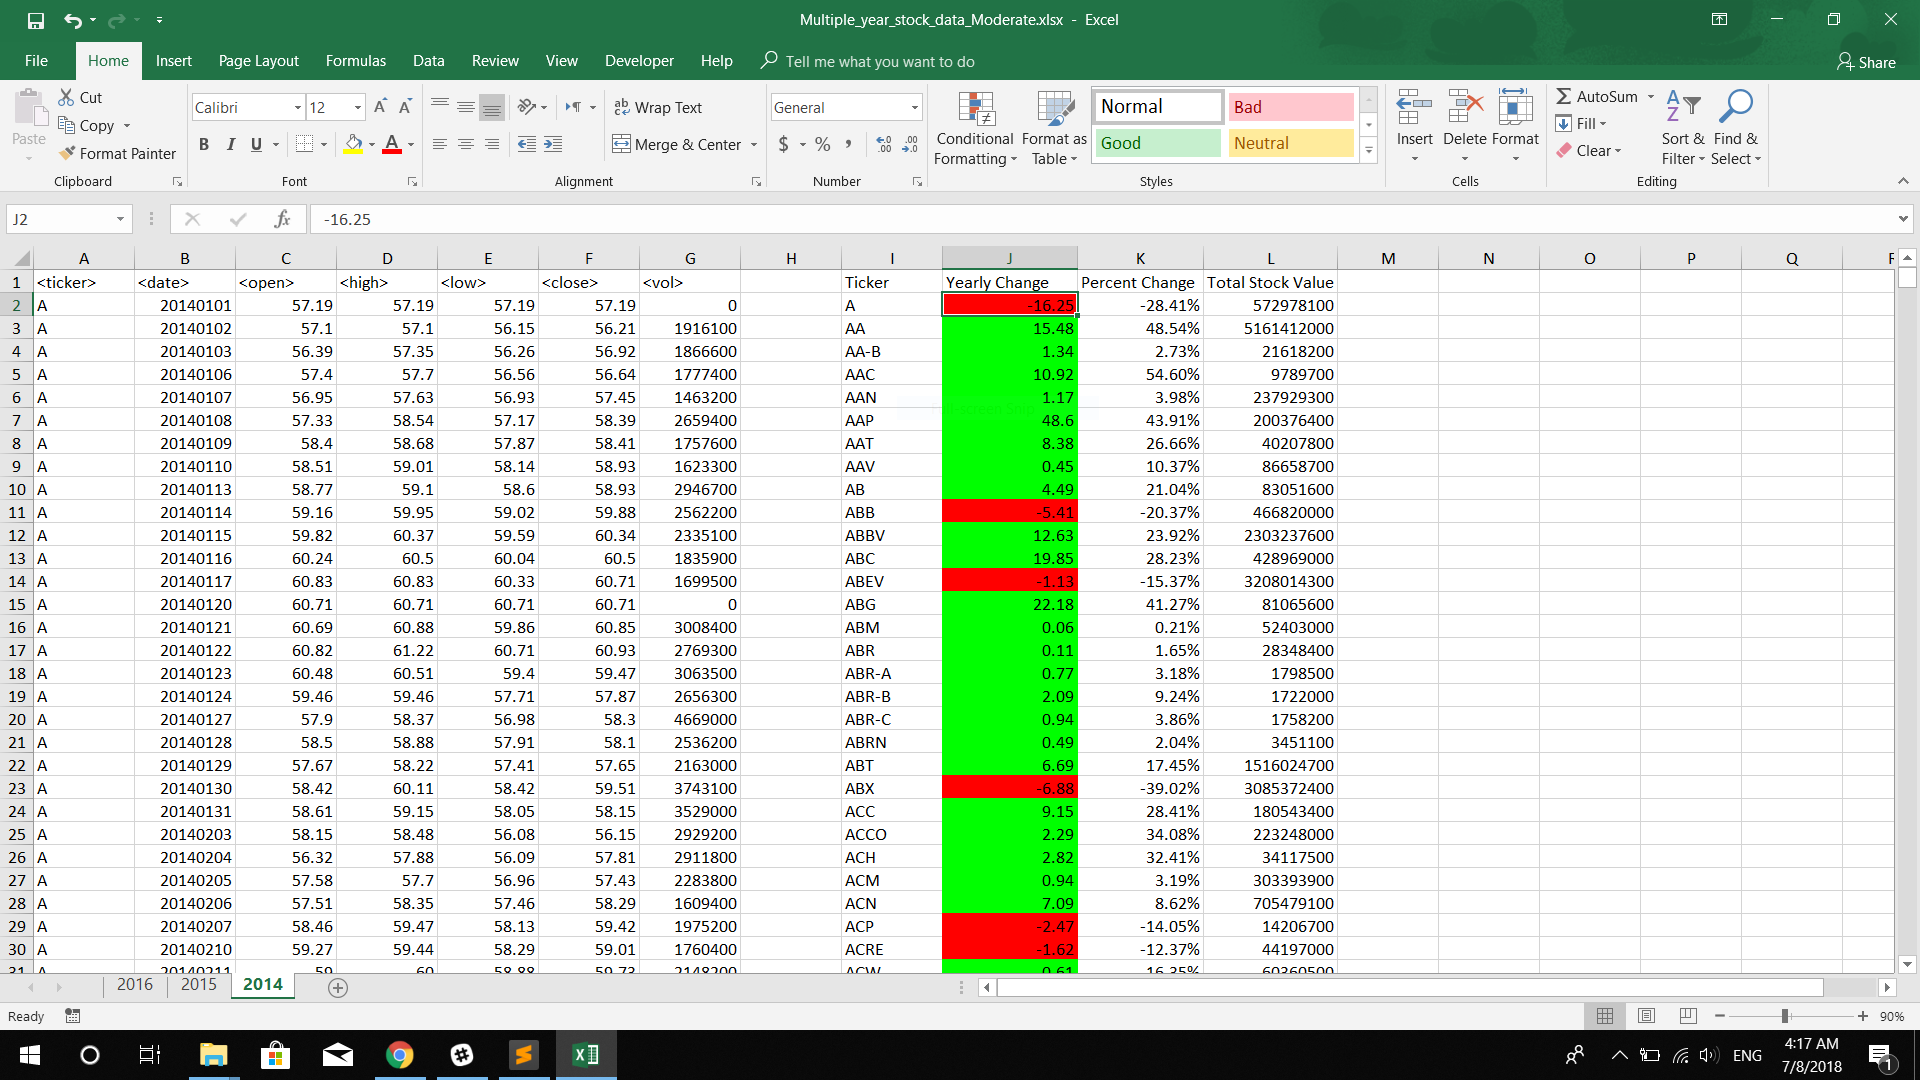 Multiple_year_stock_data_Moderate.xlsx - Excel
File Home Insert Page Layout Formulas Data Review View Developer Help Tell me what you want to do Share
Paste Cut Copy Format Painter Clipboard
Calibri 12 B I U A A A Font
ab c Wrap Text Merge & Center Alignment
General $ % , .0 .00 .00 .0 Number
Conditional Formatting Format as Table Normal Bad Good Neutral Styles
Insert Delete Format Cells
AutoSum Fill Clear Sort & Filter Find & Select Editing
J2 fx -16.25
A B C D E F G H I J K L M N O P Q
1 <ticker> <date> <open> <high> <low> <close> <vol> Ticker Yearly Change Percent Change Total Stock Value
2 A 20140101 57.19 57.19 57.19 57.19 0 A -16.25 -28.41% 572978100
3 A 20140102 57.1 57.1 56.15 56.21 1916100 AA 15.48 48.54% 5161412000
4 A 20140103 56.39 57.35 56.26 56.92 1866600 AA-B 1.34 2.73% 21618200
5 A 20140106 57.4 57.7 56.56 56.64 1777400 AAC 10.92 54.60% 9789700
6 A 20140107 56.95 57.63 56.93 57.45 1463200 AAN 1.17 3.98% 237929300
7 A 20140108 57.33 58.54 57.17 58.39 2659400 AAP 48.6 43.91% 200376400
8 A 20140109 58.4 58.68 57.87 58.41 1757600 AAT 8.38 26.66% 40207800
9 A 20140110 58.51 59.01 58.14 58.93 1623300 AAV 0.45 10.37% 86658700
10 A 20140113 58.77 59.1 58.6 58.93 2946700 AB 4.49 21.04% 83051600
11 A 20140114 59.16 59.95 59.02 59.88 2562200 ABB -5.41 -20.37% 466820000
12 A 20140115 59.82 60.37 59.59 60.34 2335100 ABBV 12.63 23.92% 2303237600
13 A 20140116 60.24 60.5 60.04 60.5 1835900 ABC 19.85 28.23% 428969000
14 A 20140117 60.83 60.83 60.33 60.71 1699500 ABEV -1.13 -15.37% 3208014300
15 A 20140120 60.71 60.71 60.71 60.71 0 ABG 22.18 41.27% 81065600
16 A 20140121 60.69 60.88 59.86 60.85 3008400 ABM 0.06 0.21% 52403000
17 A 20140122 60.82 61.22 60.71 60.93 2769300 ABR 0.11 1.65% 28348400
18 A 20140123 60.48 60.51 59.4 59.47 3063500 ABR-A 0.77 3.18% 1798500
19 A 20140124 59.46 59.46 57.71 57.87 2656300 ABR-B 2.09 9.24% 1722000
20 A 20140127 57.9 58.37 56.98 58.3 4669000 ABR-C 0.94 3.86% 1758200
21 A 20140128 58.5 58.88 57.91 58.1 2536200 ABRN 0.49 2.04% 3451100
22 A 20140129 57.67 58.22 57.41 57.65 2163000 ABT 6.69 17.45% 1516024700
23 A 20140130 58.42 60.11 58.42 59.51 3743100 ABX -6.88 -39.02% 3085372400
24 A 20140131 58.61 59.15 58.05 58.15 3529000 ACC 9.15 28.41% 180543400
25 A 20140203 58.15 58.48 56.08 56.15 2929200 ACCO 2.29 34.08% 223248000
26 A 20140204 56.32 57.88 56.09 57.81 2911800 ACH 2.82 32.41% 34117500
27 A 20140205 57.58 57.7 56.96 57.43 2283800 ACM 0.94 3.19% 303393900
28 A 20140206 57.51 58.35 57.46 58.29 1609400 ACN 7.09 8.62% 705479100
29 A 20140207 58.46 59.47 58.13 59.42 1975200 ACP -2.47 -14.05% 14206700
30 A 20140210 59.27 59.44 58.29 59.01 1760400 ACRE -1.62 -12.37% 44197000
31 A 20140211 59 60 58.88 59.73 2148200 ACW 0.61 16.35% 60360500
2016 2015 2014
Ready 90%
ENG 4:17 AM
7/8/2018 1